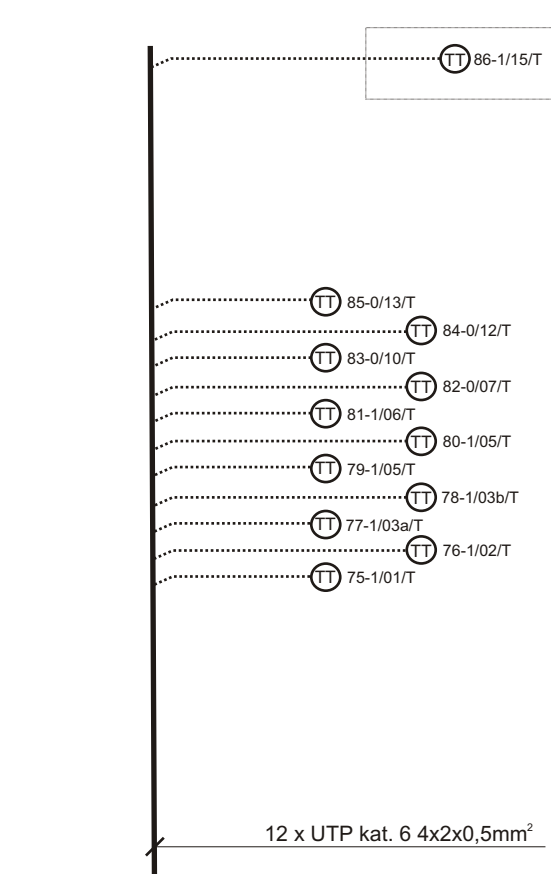 TT 86-1/15/T
TT 85-0/13/T
TT 84-0/12/T
TT 83-0/10/T
TT 82-0/07/T
TT 81-1/06/T
TT 80-1/05/T
TT 79-1/05/T
TT 78-1/03b/T
TT 77-1/03a/T
TT 76-1/02/T
TT 75-1/01/T
12 x UTP kat. 6 4x2x0,5mm²